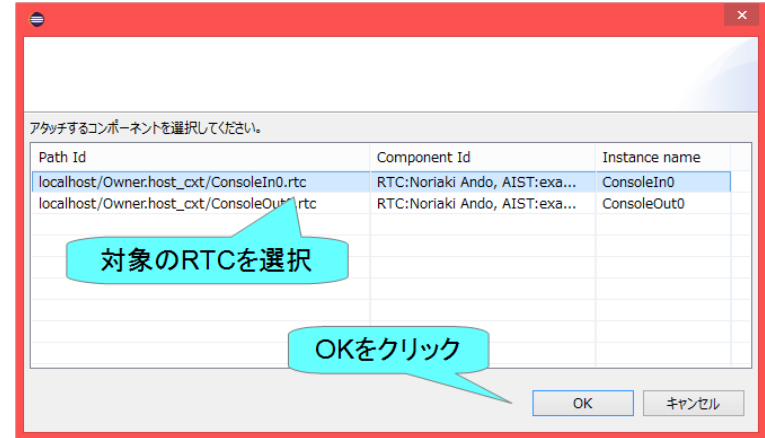 アタッチするコンポーネントを選択してください。
Path Id Component Id Instance name
localhost/Owner.host_cxt/ConsoleIn0.rtc RTC:Noriaki Ando, AIST:exa... ConsoleIn0
localhost/Owner.host_cxt/ConsoleOut0.rtc RTC:Noriaki Ando, AIST:exa... ConsoleOut0
対象のRTCを選択
OKをクリック
OK キャンセル